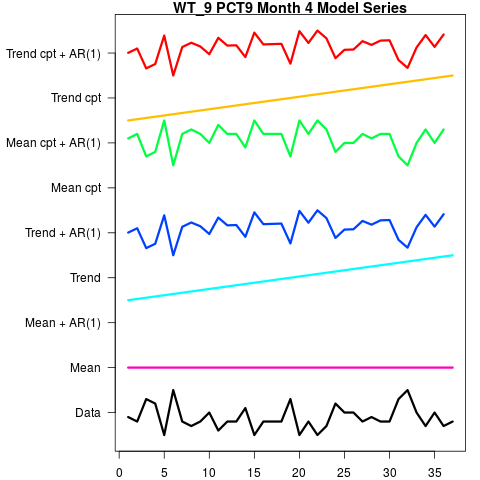 WT_9 PCT9 Month 4 Model Series
Trend cpt + AR(1)
Trend cpt
Mean cpt + AR(1)
Mean cpt
Trend + AR(1)
Trend
Mean + AR(1)
Mean
Data
0 5 10 15 20 25 30 35